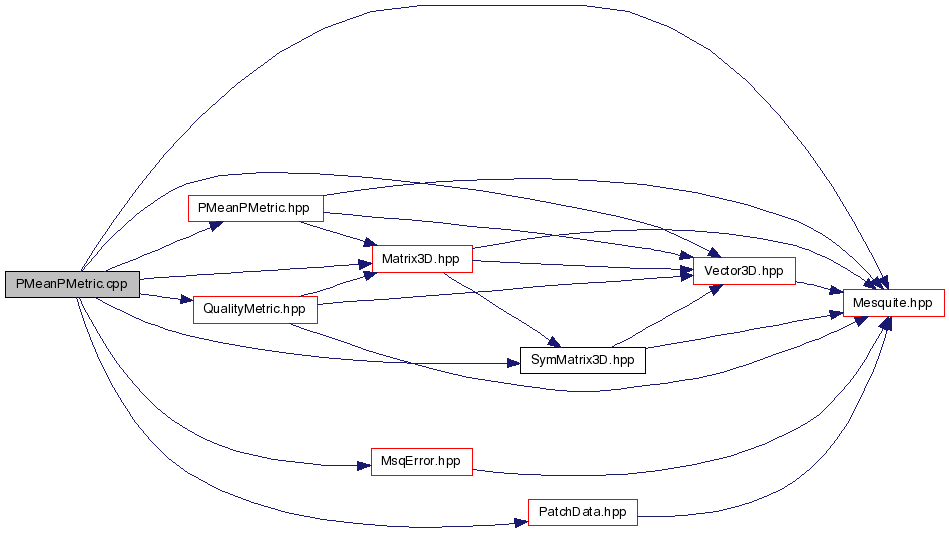 PMeanPMetric.hpp
Matrix3D.hpp
Vector3D.hpp
PMeanPMetric.cpp
QualityMetric.hpp
Mesquite.hpp
SymMatrix3D.hpp
MsqError.hpp
PatchData.hpp